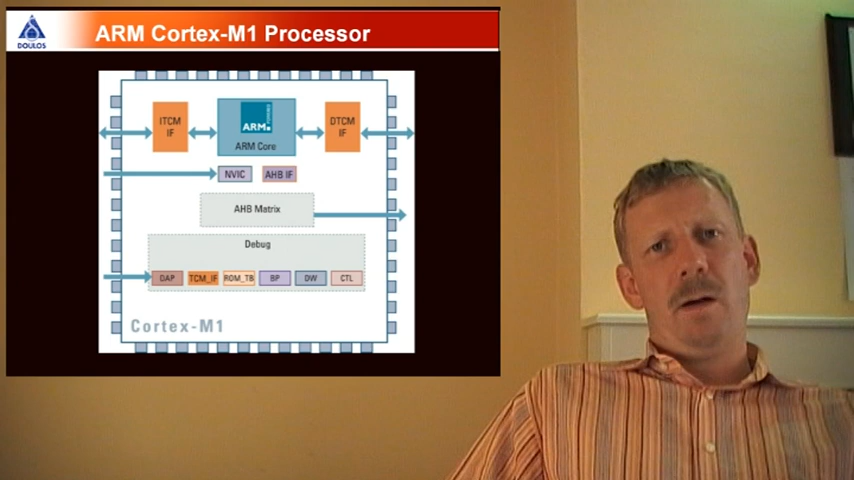 DOULOS
ARM Cortex-M1 Processor
ITCM
IF
ARM
ARM Core
DTCM
IF
NVIC
AHB IF
AHB Matrix
Debug
DAP
TCM_IF
ROM_TB
BP
DW
CTL
Cortex-M1